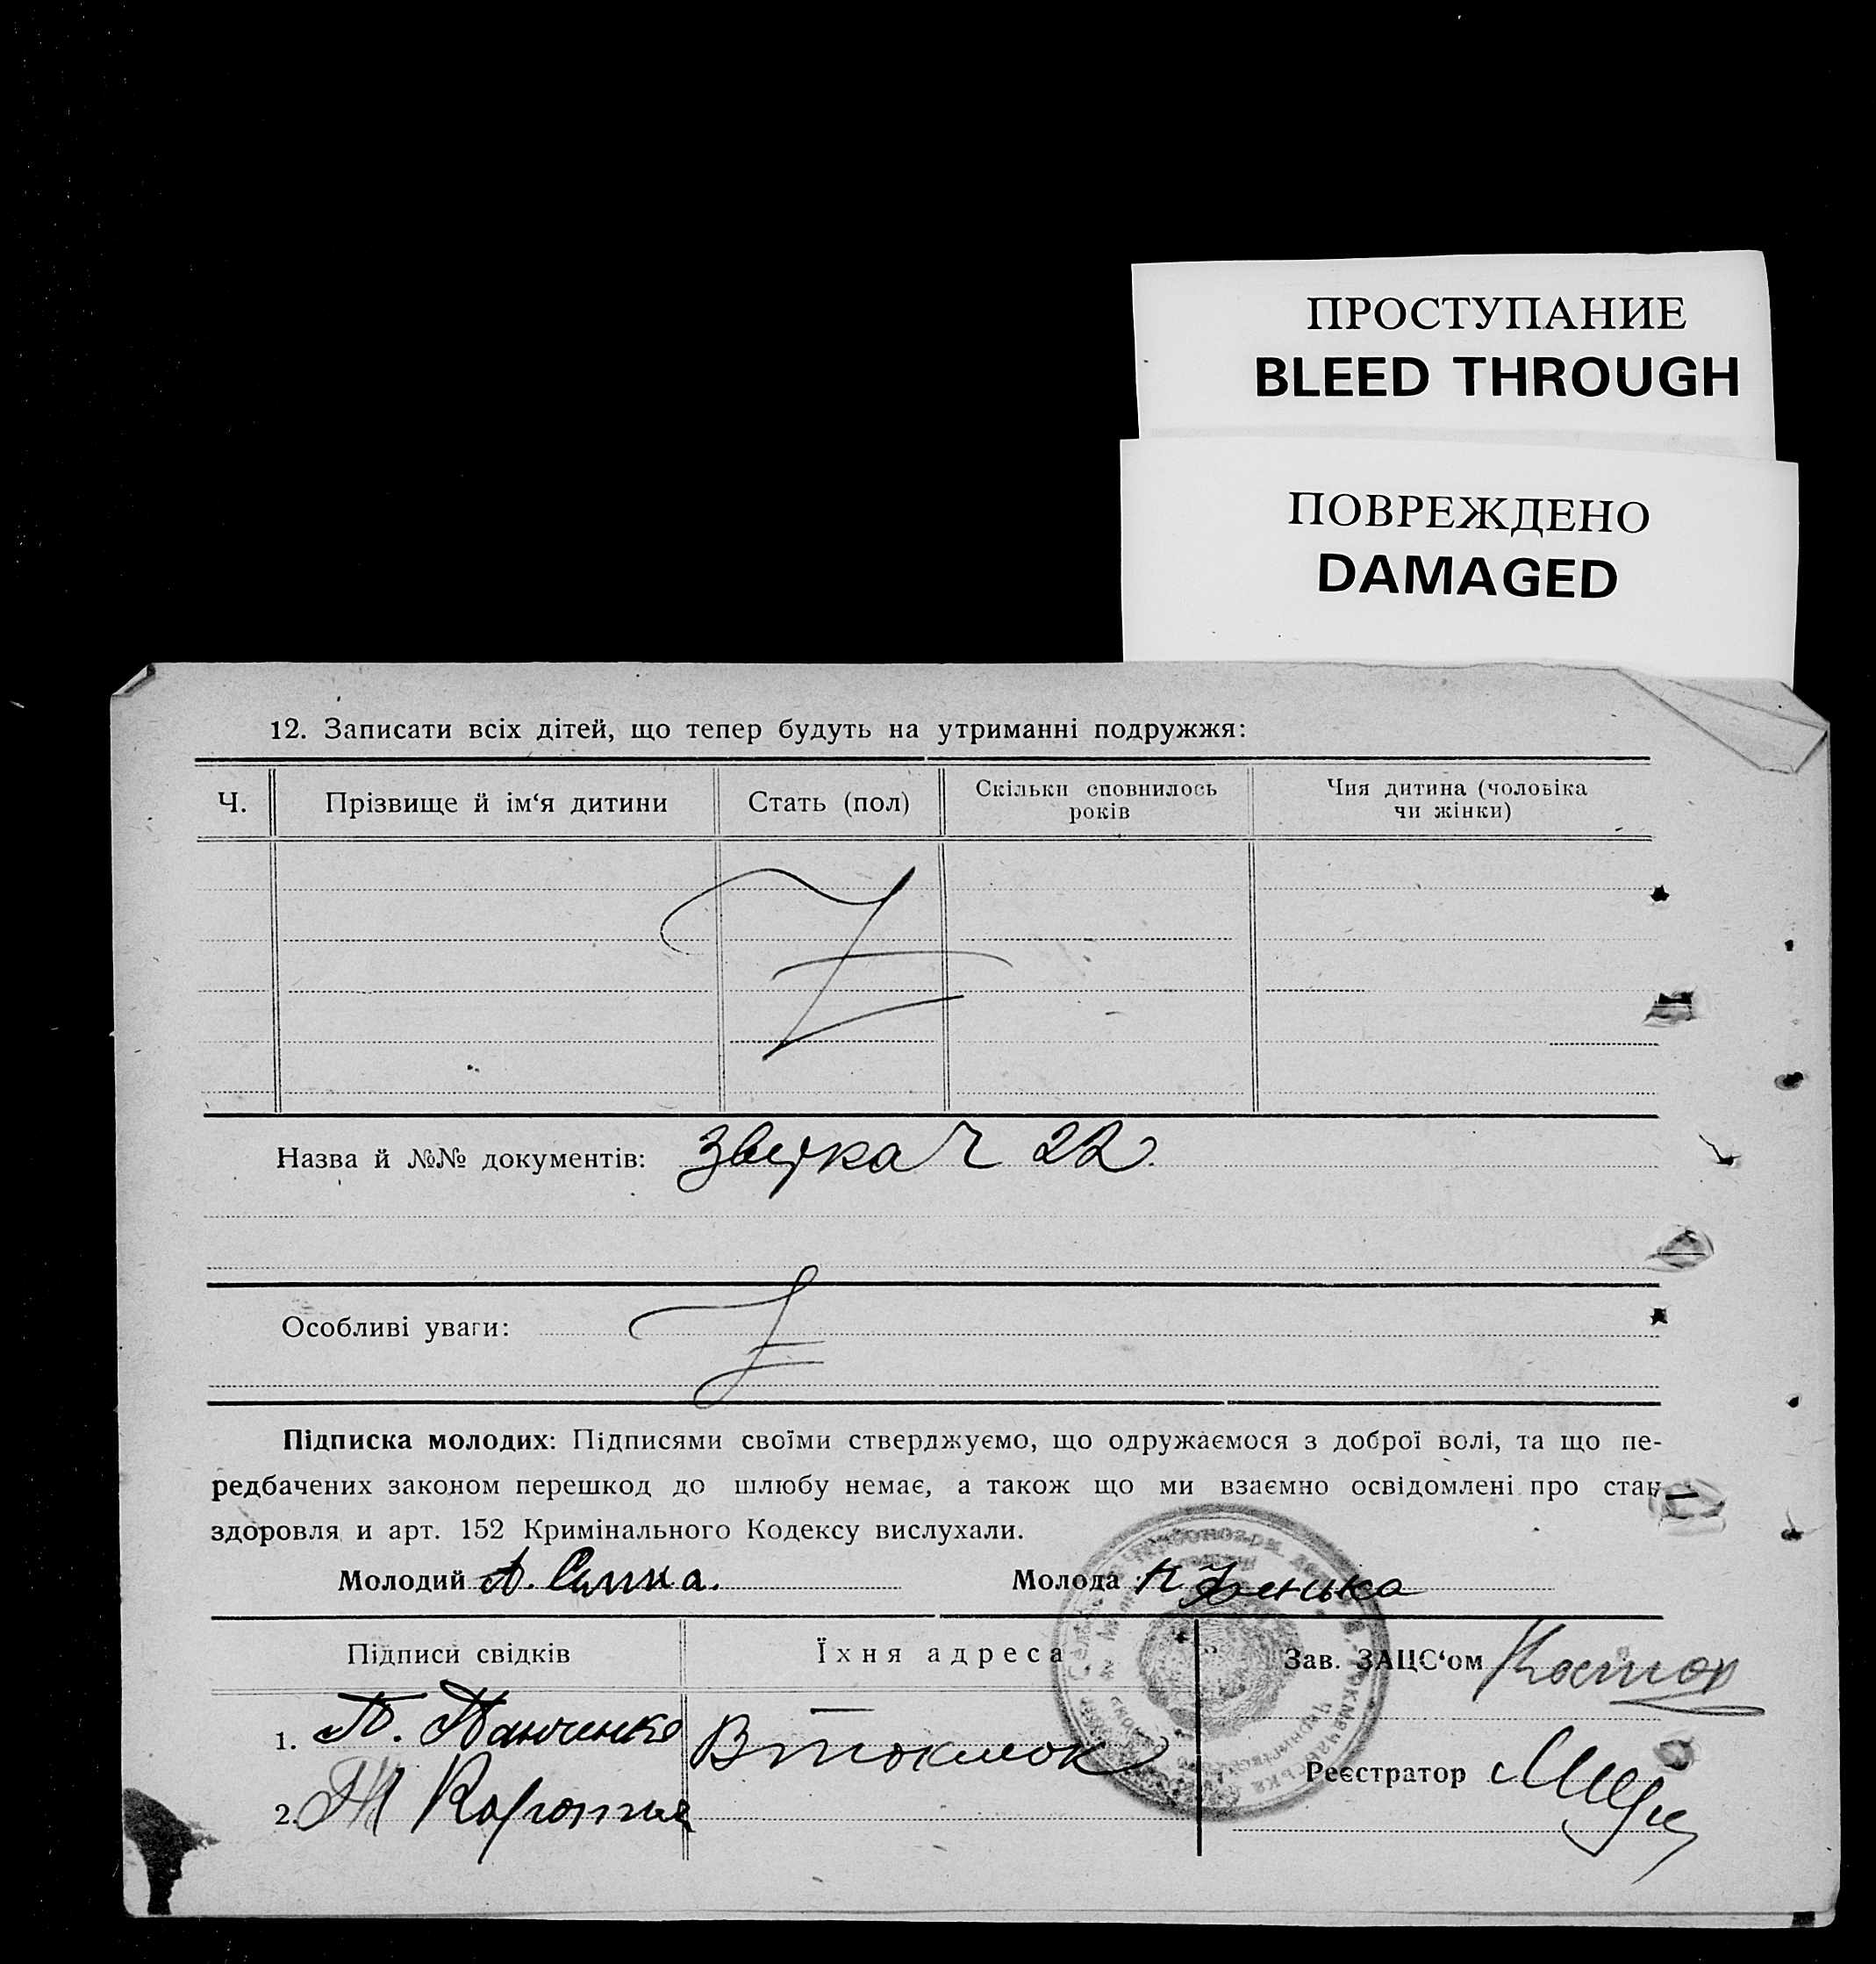 ПРОСТУПАНИЕ
BLEED THROUGH
ПОВРЕЖДЕНО
DAMAGED
12. Записати всіх дітей, що тепер будуть на утриманні подружжя:
Ч. Прізвище й ім‘я дитини Стать (пол) Скільки сповнилось років Чия дитина (чоловіка чи жінки)
Назва й №№ документів: 22
Особливі уваги:
Підписка молодих: Підписями своїми стверджуємо, що одружаємося з доброї волі, та що пе-
редбачених законом перешкод до шлюбу немає, а також що ми взаємно освідомлені про стан
здоровля и арт. 152 Кримінального Кодексу вислухали.
Молодий Молода
Підписи свідків Їхня адреса Зав. ЗАЦС‘ом
1. Панченко
2.
Реєстратор